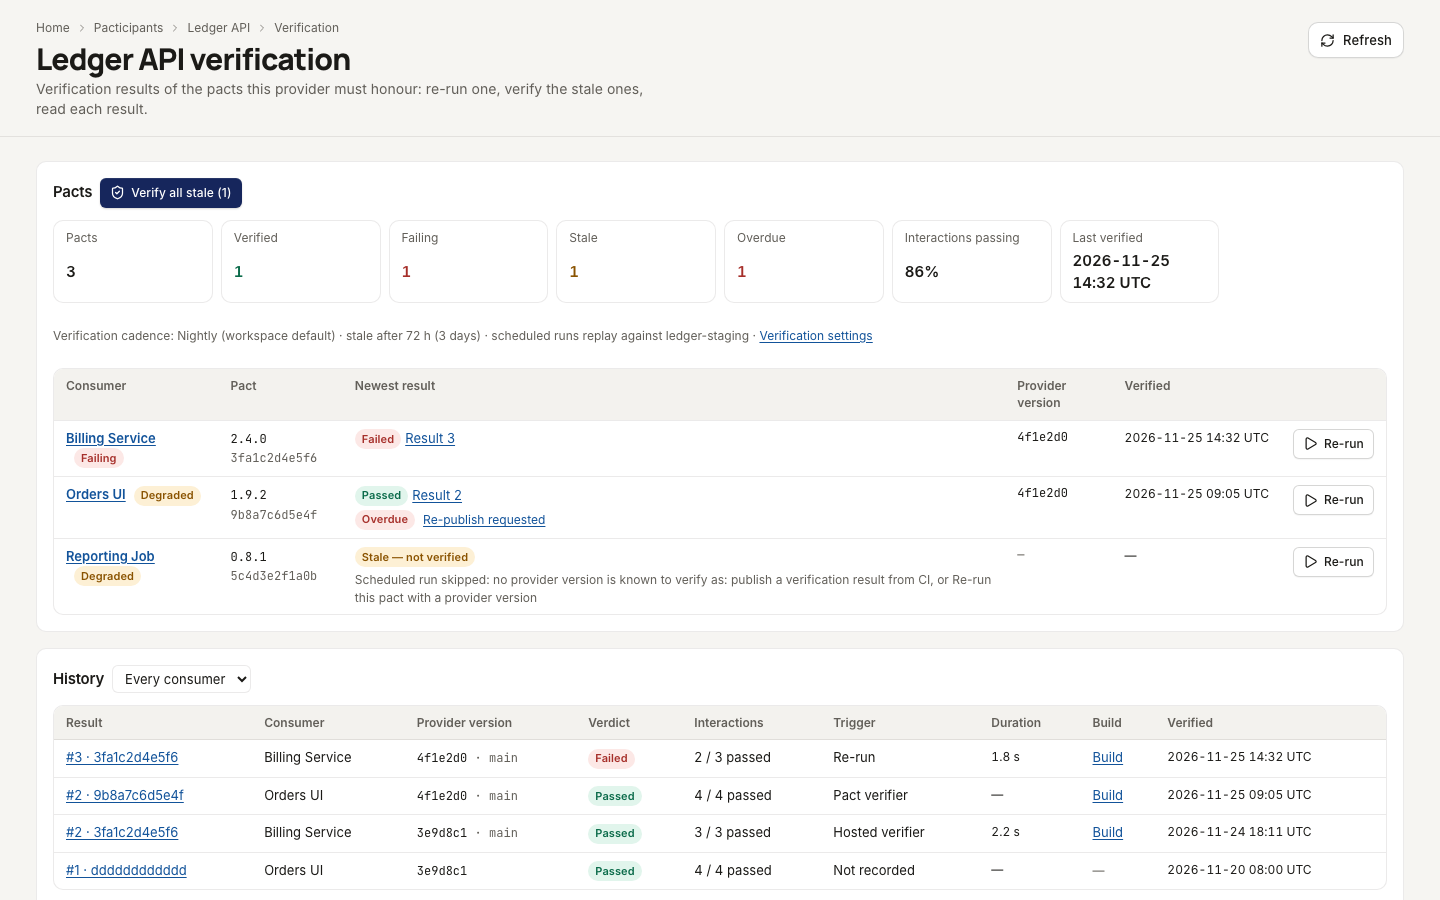 Home > Pacticipants > Ledger API > Verification
Ledger API verification
Refresh
Verification results of the pacts this provider must honour: re-run one, verify the stale ones,
read each result.
Pacts Verify all stale (1)
Pacts Verified Failing Stale Overdue Interactions passing Last verified
3 1 1 1 1 86% 2026-11-25
14:32 UTC
Verification cadence: Nightly (workspace default) · stale after 72 h (3 days) · scheduled runs replay against ledger-staging · Verification settings
Consumer Pact Newest result Provider version Verified
Billing Service 2.4.0 Failed Result 3 4f1e2d0 2026-11-25 14:32 UTC Re-run
Failing 3fa1c2d4e5f6
Orders UI Degraded 1.9.2 Passed Result 2 4f1e2d0 2026-11-25 09:05 UTC Re-run
9b8a7c6d5e4f Overdue Re-publish requested
Reporting Job 0.8.1 Stale — not verified — — Re-run
Degraded 5c4d3e2f1a0b Scheduled run skipped: no provider version is known to verify as: publish a verification result from CI, or Re-run
this pact with a provider version
History Every consumer
Result Consumer Provider version Verdict Interactions Trigger Duration Build Verified
#3 · 3fa1c2d4e5f6 Billing Service 4f1e2d0 · main Failed 2 / 3 passed Re-run 1.8 s Build 2026-11-25 14:32 UTC
#2 · 9b8a7c6d5e4f Orders UI 4f1e2d0 · main Passed 4 / 4 passed Pact verifier — Build 2026-11-25 09:05 UTC
#2 · 3fa1c2d4e5f6 Billing Service 3e9d8c1 · main Passed 3 / 3 passed Hosted verifier 2.2 s Build 2026-11-24 18:11 UTC
#1 · dddddddddddd Orders UI 3e9d8c1 Passed 4 / 4 passed Not recorded — — 2026-11-20 08:00 UTC